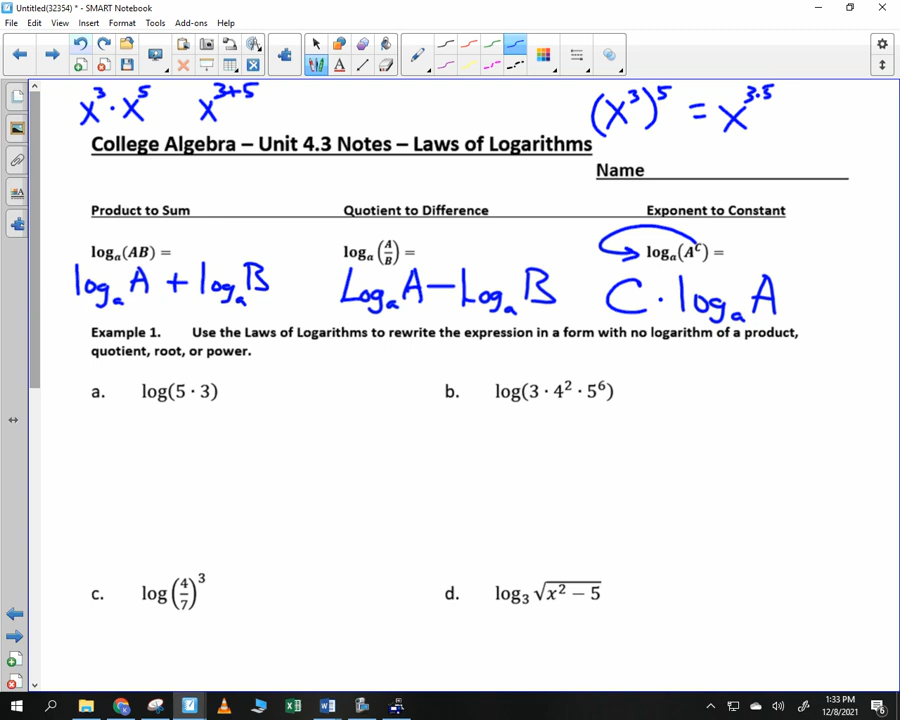 Untitled(32354) * - SMART Notebook
File Edit View Insert Format Tools Add-ons Help
x³ · x⁵ x³⁺⁵ (x³)⁵ = x³·⁵
College Algebra – Unit 4.3 Notes – Laws of Logarithms
Name
Product to Sum Quotient to Difference Exponent to Constant
logₐ(AB) = logₐ(A/B) = logₐ(A^C) =
logₐA + logₐB Logₐ A − Logₐ B C · logₐ A
Example 1. Use the Laws of Logarithms to rewrite the expression in a form with no logarithm of a product,
quotient, root, or power.
a. log(5 · 3) b. log(3 · 4² · 5⁶)
c. log(4/7)³ d. log₃ √(x² − 5)
1:33 PM
12/8/2021
6